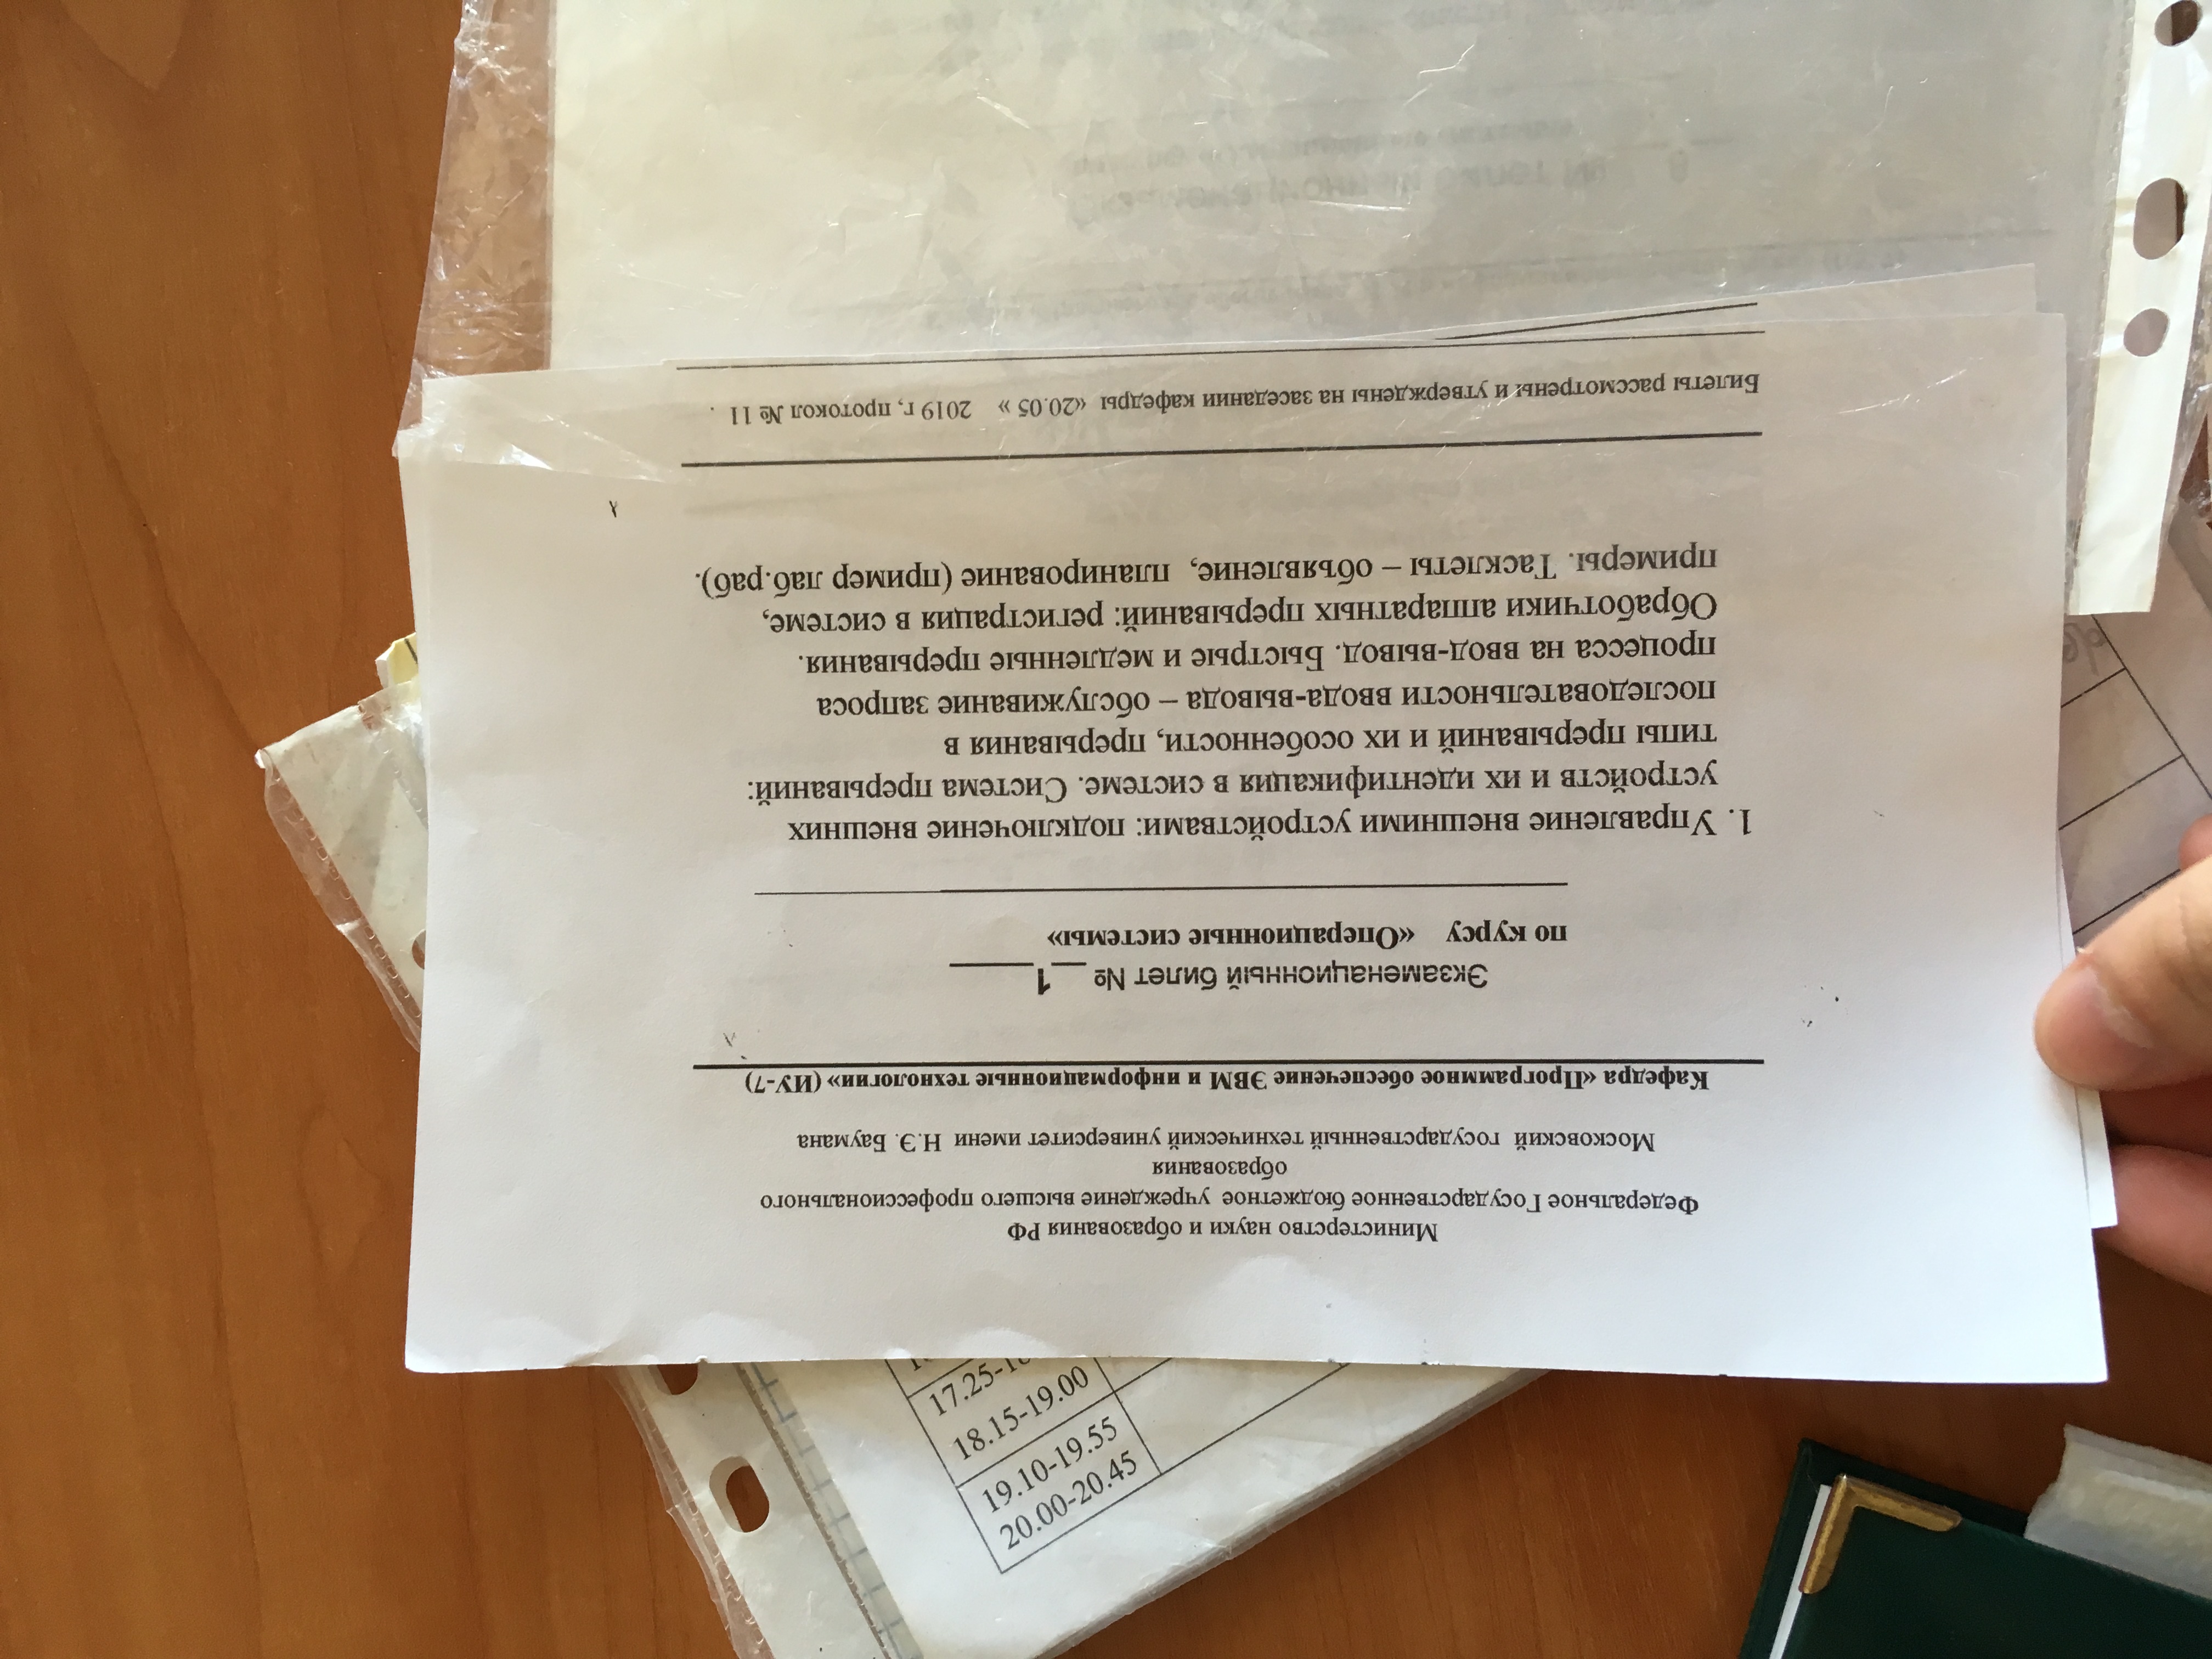 20.00-20.45
19.10-19.55
18.15-19.00
17.25-
Министерство науки и образования РФ
Федеральное Государственное бюджетное учреждение высшего профессионального
образования
Московский государственный технический университет имени Н.Э. Баумана
Кафедра «Программное обеспечение ЭВМ и информационные технологии» (ИУ-7)
Экзаменационный билет № __1_____
по курсу «Операционные системы»
1. Управление внешними устройствами: подключение внешних
устройств и их идентификация в системе. Система прерываний:
типы прерываний и их особенности, прерывания в
последовательности ввода-вывода – обслуживание запроса
процесса на ввод-вывод. Быстрые и медленные прерывания.
Обработчики аппаратных прерываний: регистрация в системе,
примеры. Тасклеты – объявление, планирование (пример лаб.раб).
Билеты рассмотрены и утверждены на заседании кафедры «20.05 » 2019 г, протокол № 11 .